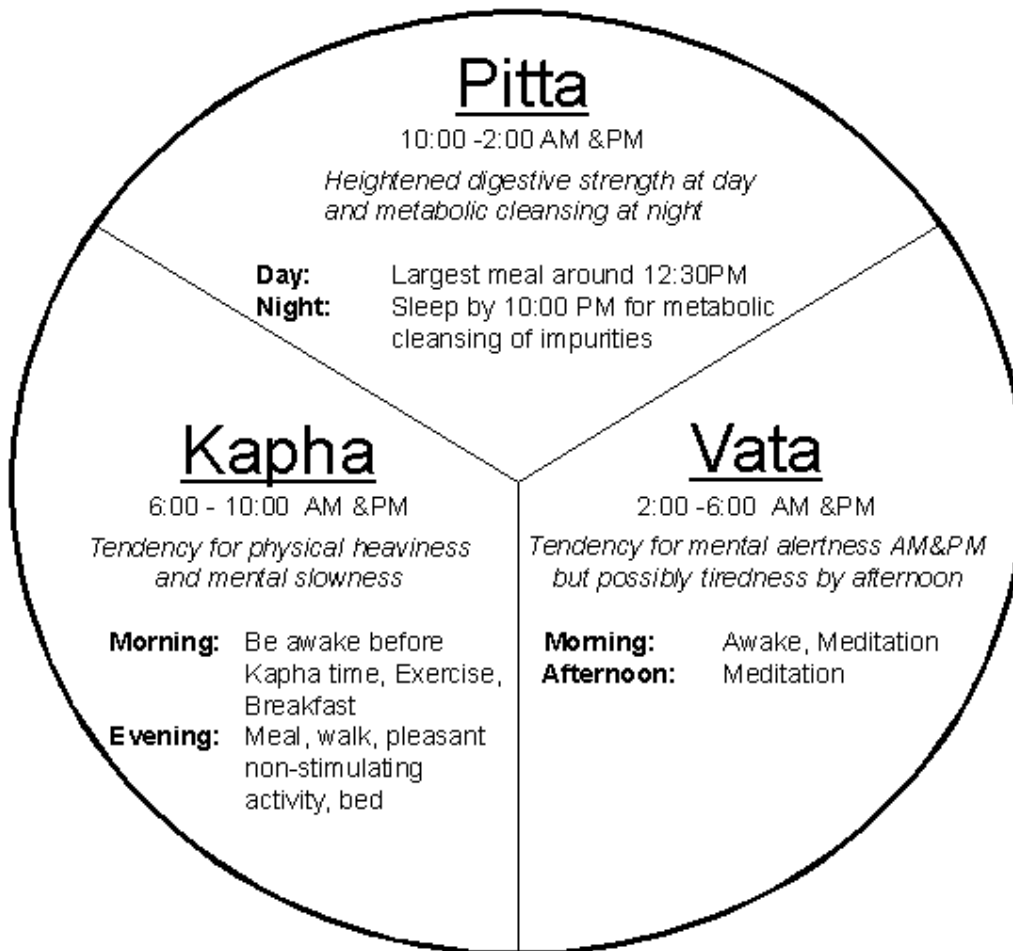 Pitta
10:00 -2:00 AM &PM
Heightened digestive strength at day
and metabolic cleansing at night
Day: Largest meal around 12:30PM
Night: Sleep by 10:00 PM for metabolic
cleansing of impurities
Kapha
6:00 - 10:00 AM &PM
Tendency for physical heaviness
and mental slowness
Morning: Be awake before
Kapha time, Exercise,
Breakfast
Evening: Meal, walk, pleasant
non-stimulating
activity, bed
Vata
2:00 -6:00 AM &PM
Tendency for mental alertness AM&PM
but possibly tiredness by afternoon
Morning: Awake, Meditation
Afternoon: Meditation